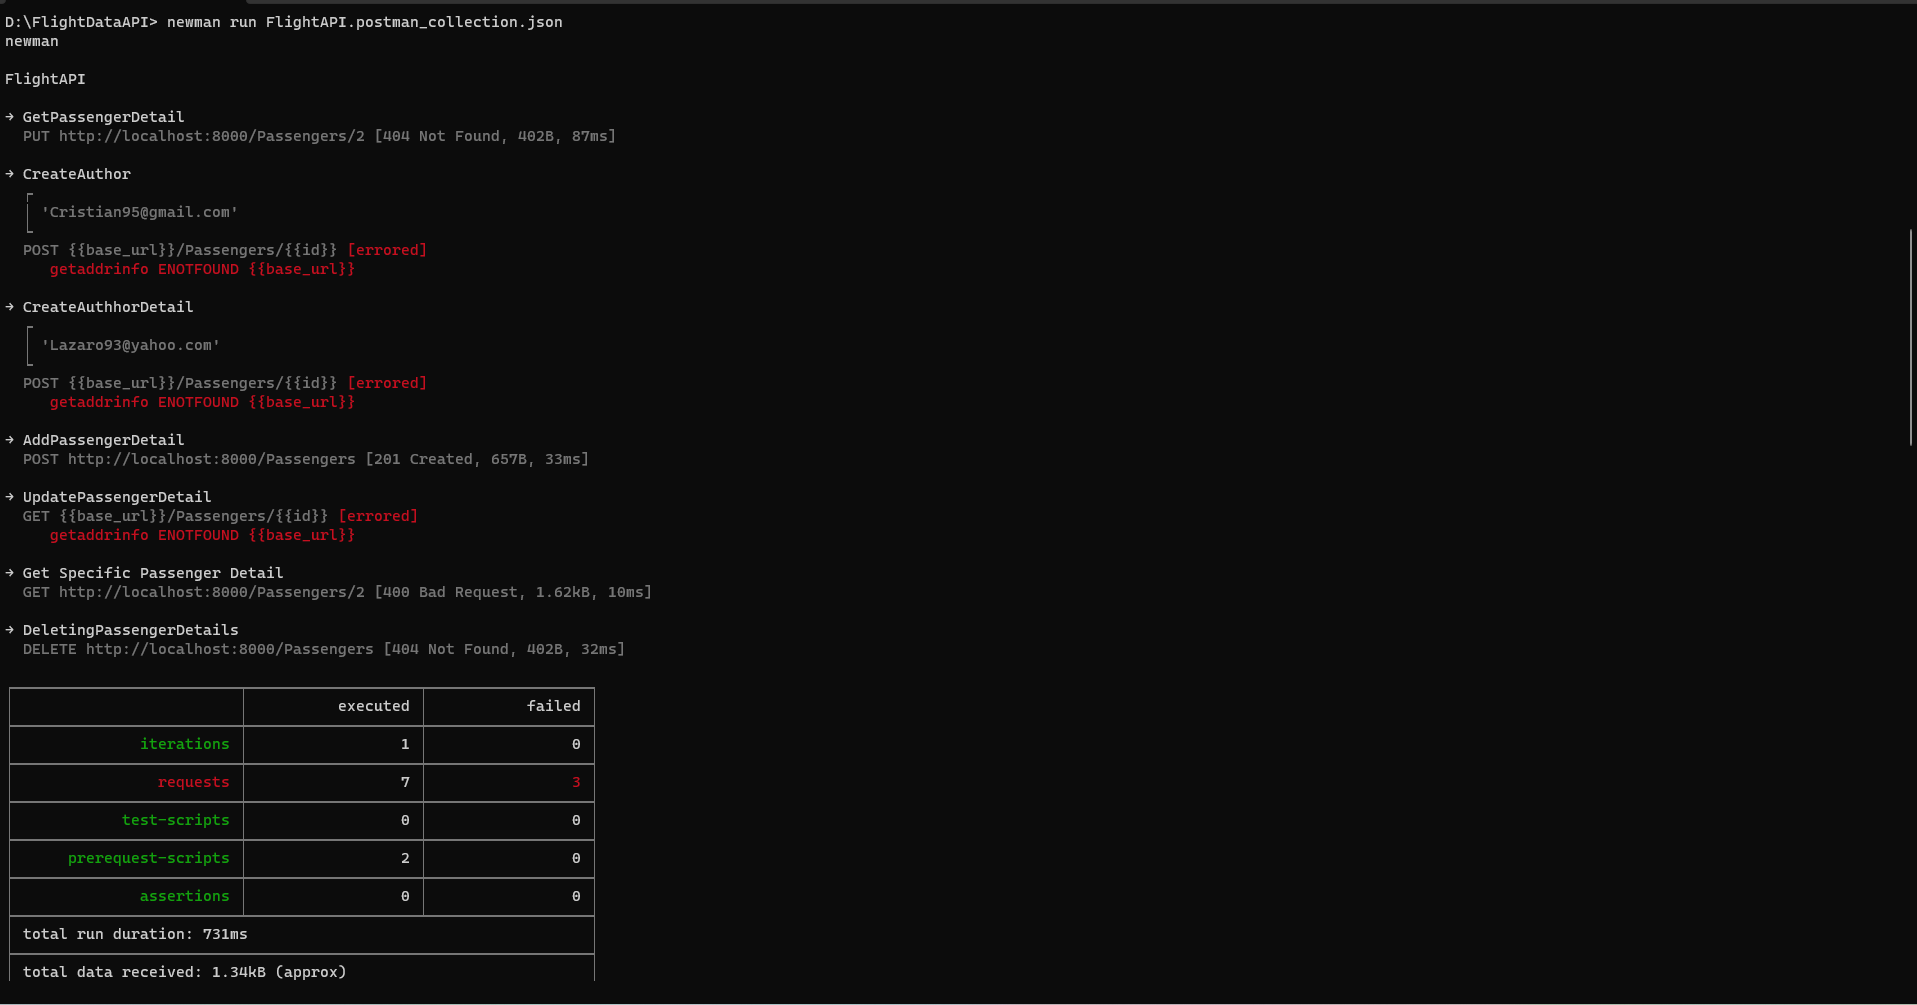 D:\FlightDataAPI> newman run FlightAPI.postman_collection.json
newman
FlightAPI
→ GetPassengerDetail
PUT http://localhost:8000/Passengers/2 [404 Not Found, 402B, 87ms]
→ CreateAuthor
'Cristian95@gmail.com'
POST {{base_url}}/Passengers/{{id}} [errored]
getaddrinfo ENOTFOUND {{base_url}}
→ CreateAuthhorDetail
'Lazaro93@yahoo.com'
POST {{base_url}}/Passengers/{{id}} [errored]
getaddrinfo ENOTFOUND {{base_url}}
→ AddPassengerDetail
POST http://localhost:8000/Passengers [201 Created, 657B, 33ms]
→ UpdatePassengerDetail
GET {{base_url}}/Passengers/{{id}} [errored]
getaddrinfo ENOTFOUND {{base_url}}
→ Get Specific Passenger Detail
GET http://localhost:8000/Passengers/2 [400 Bad Request, 1.62kB, 10ms]
→ DeletingPassengerDetails
DELETE http://localhost:8000/Passengers [404 Not Found, 402B, 32ms]
executed failed
iterations 1 0
requests 7 3
test-scripts 0 0
prerequest-scripts 2 0
assertions 0 0
total run duration: 731ms
total data received: 1.34kB (approx)